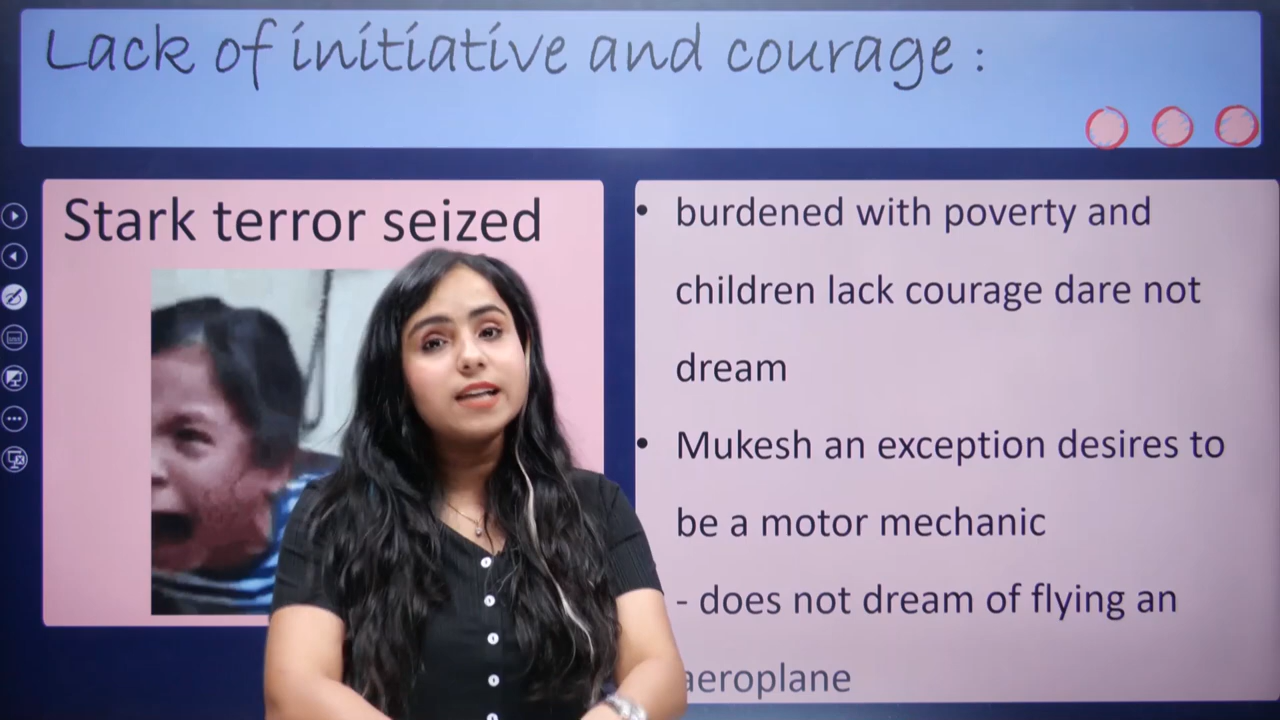 Lack of initiative and courage :
Stark terror seized
• burdened with poverty and
children lack courage dare not
dream
• Mukesh an exception desires to
be a motor mechanic
- does not dream of flying an
aeroplane